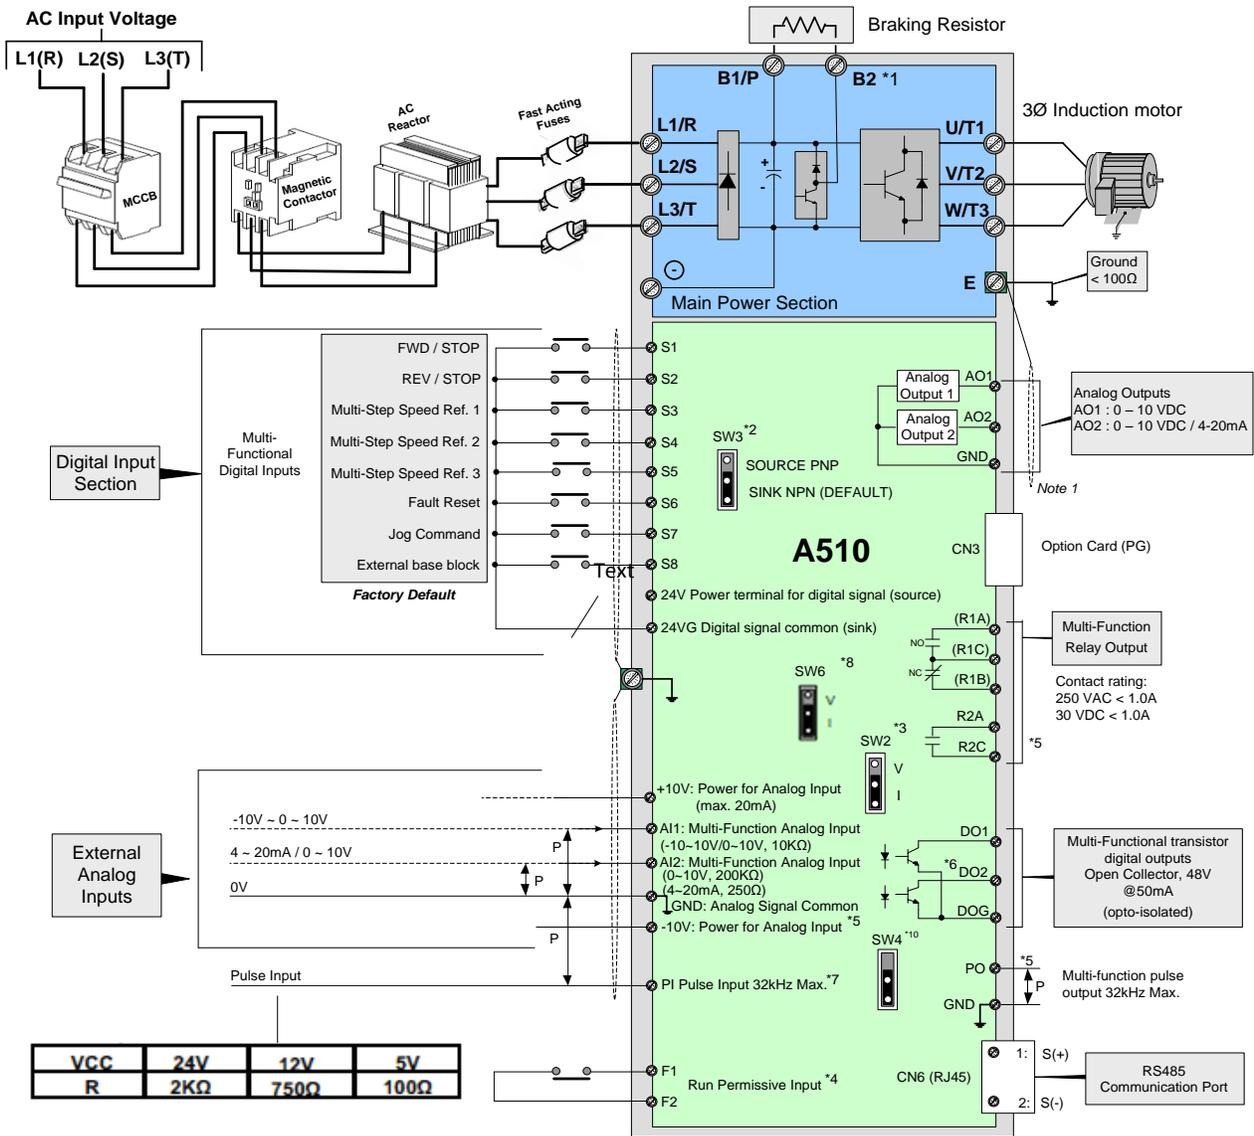 AC Input Voltage
L1(R) L2(S) L3(T)
MCCB
Magnetic
Contactor
AC
Reactor
Fast Acting
Fuses
Braking Resistor
B1/P
B2 *1
L1/R
L2/S
L3/T
+
-
U/T1
V/T2
W/T3
3Ø Induction motor
E
Ground
< 100Ω
-
Main Power Section
Digital Input
Section
Multi-
Functional
Digital Inputs
FWD / STOP
REV / STOP
Multi-Step Speed Ref. 1
Multi-Step Speed Ref. 2
Multi-Step Speed Ref. 3
Fault Reset
Jog Command
External base block
Factory Default
Text
S1
S2
S3
S4
S5
S6
S7
S8
24V Power terminal for digital signal (source)
24VG Digital signal common (sink)
SW3 *2
SOURCE PNP
SINK NPN (DEFAULT)
A510
Analog
Output 1
AO1
Analog
Output 2
AO2
GND
Analog Outputs
AO1 : 0 – 10 VDC
AO2 : 0 – 10 VDC / 4-20mA
Note 1
CN3
Option Card (PG)
(R1A)
NO
(R1C)
NC
(R1B)
R2A
R2C
*5
Multi-Function
Relay Output
Contact rating:
250 VAC < 1.0A
30 VDC < 1.0A
SW6 *8
V
I
SW2 *3
V
I
External
Analog
Inputs
-10V ~ 0 ~ 10V
4 ~ 20mA / 0 ~ 10V
0V
P
P
P
+10V: Power for Analog Input
(max. 20mA)
AI1: Multi-Function Analog Input
(-10~10V/0~10V, 10KΩ)
AI2: Multi-Function Analog Input
(0~10V, 200KΩ)
(4~20mA, 250Ω)
GND: Analog Signal Common
-10V: Power for Analog Input *5
Pulse Input
PI Pulse Input 32kHz Max. *7
DO1
*6
DO2
DOG
Multi-Functional transistor
digital outputs
Open Collector, 48V
@50mA
(opto-isolated)
SW4 *10
PO
*5
P
GND
Multi-function pulse
output 32kHz Max.
VCC 24V 12V 5V
R 2KΩ 750Ω 100Ω
F1
F2
Run Permissive Input *4
CN6 (RJ45)
1: S(+)
2: S(-)
RS485
Communication Port